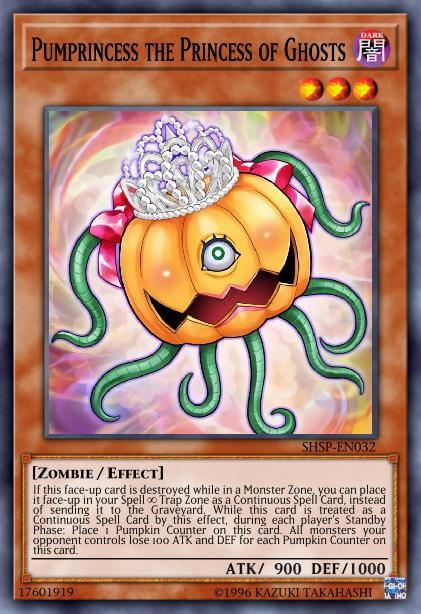 Pumprincess the Princess of Ghosts
DARK
闇
SHSP-EN032
[Zombie / Effect]
If this face-up card is destroyed while in a Monster Zone, you can place
it face-up in your Spell & Trap Zone as a Continuous Spell Card, instead
of sending it to the Graveyard. While this card is treated as a
Continuous Spell Card by this effect, during each player's Standby
Phase: Place 1 Pumpkin Counter on this card. All monsters your
opponent controls lose 100 ATK and DEF for each Pumpkin Counter on
this card.
ATK/ 900 DEF/1000
17601919
©1996 KAZUKI TAKAHASHI